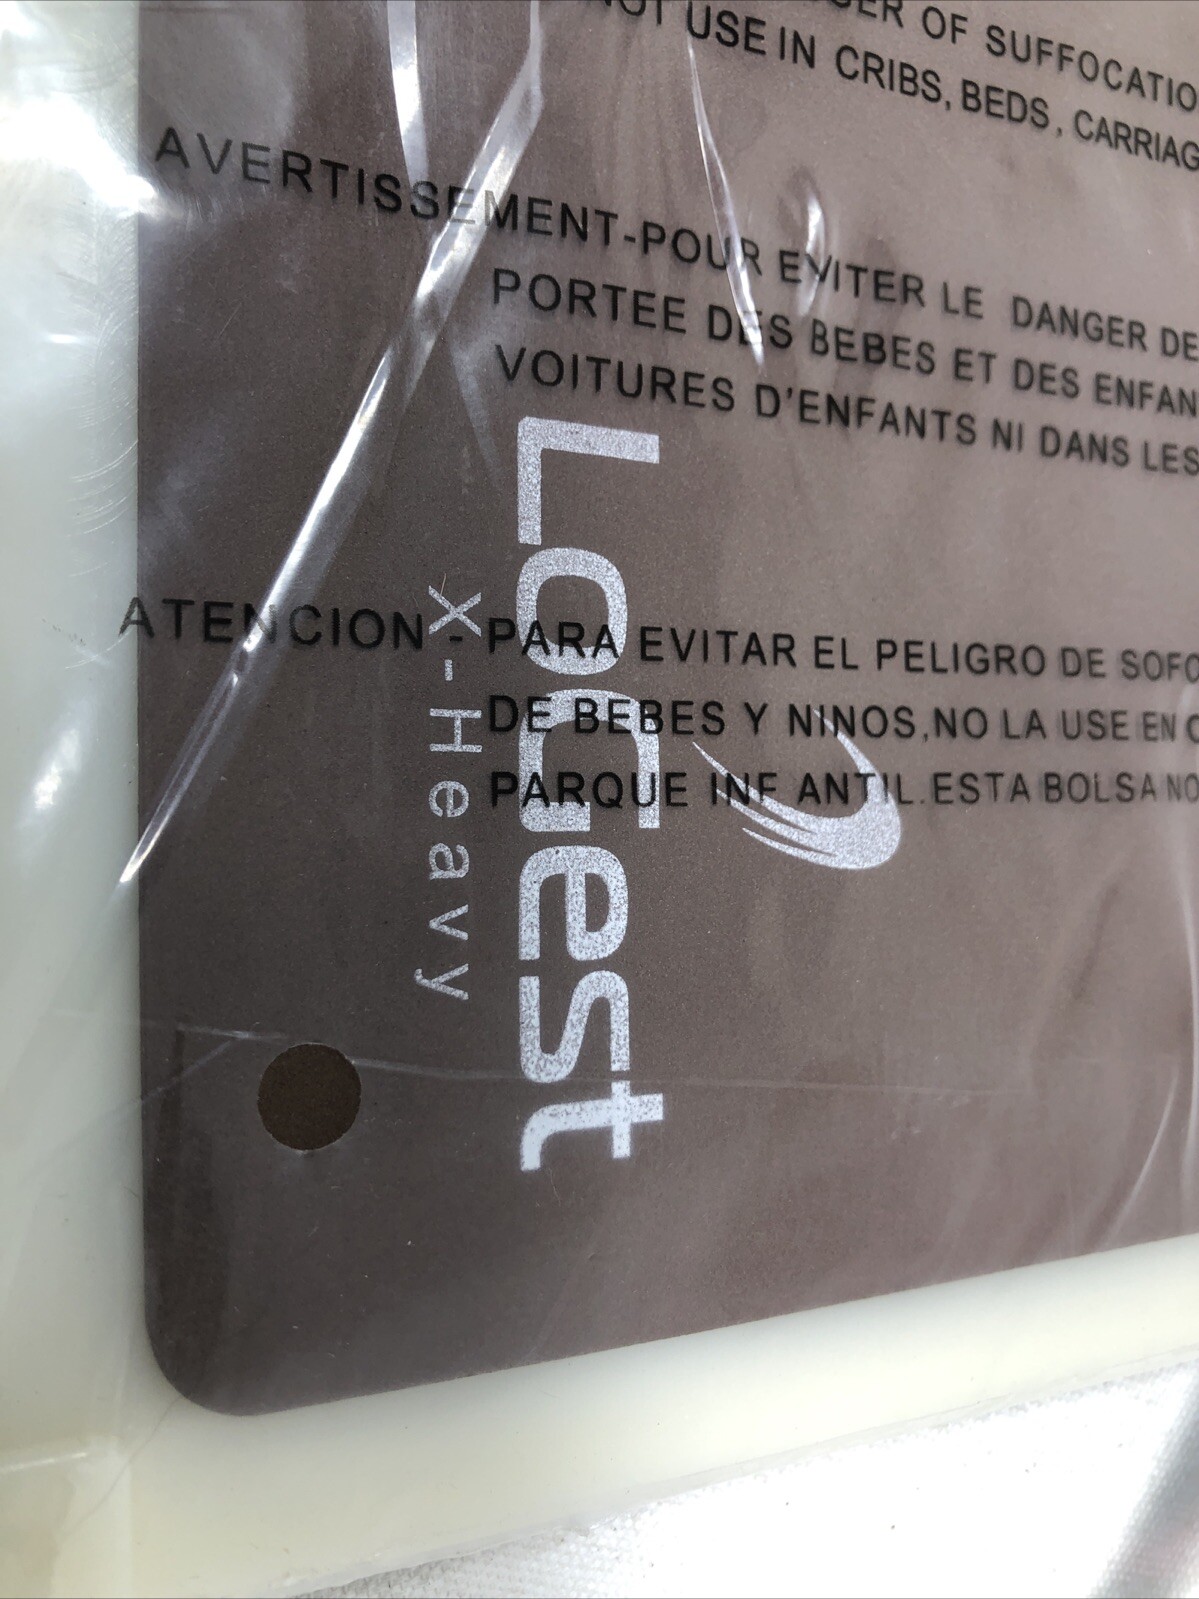 OF SUFFOCATIO
NOT USE IN CRIBS, BEDS, CARRIAG
AVERTISSEMENT-POUR EVITER LE DANGER DE
PORTEE DES BEBES ET DES ENFAN
VOITURES D'ENFANTS NI DANS LES
ATENCION - PARA EVITAR EL PELIGRO DE SOFO
DE BEBES Y NINOS,NO LA USE EN C
PARQUE INF ANTIL.ESTA BOLSA NO
LOGest
X-Heavy